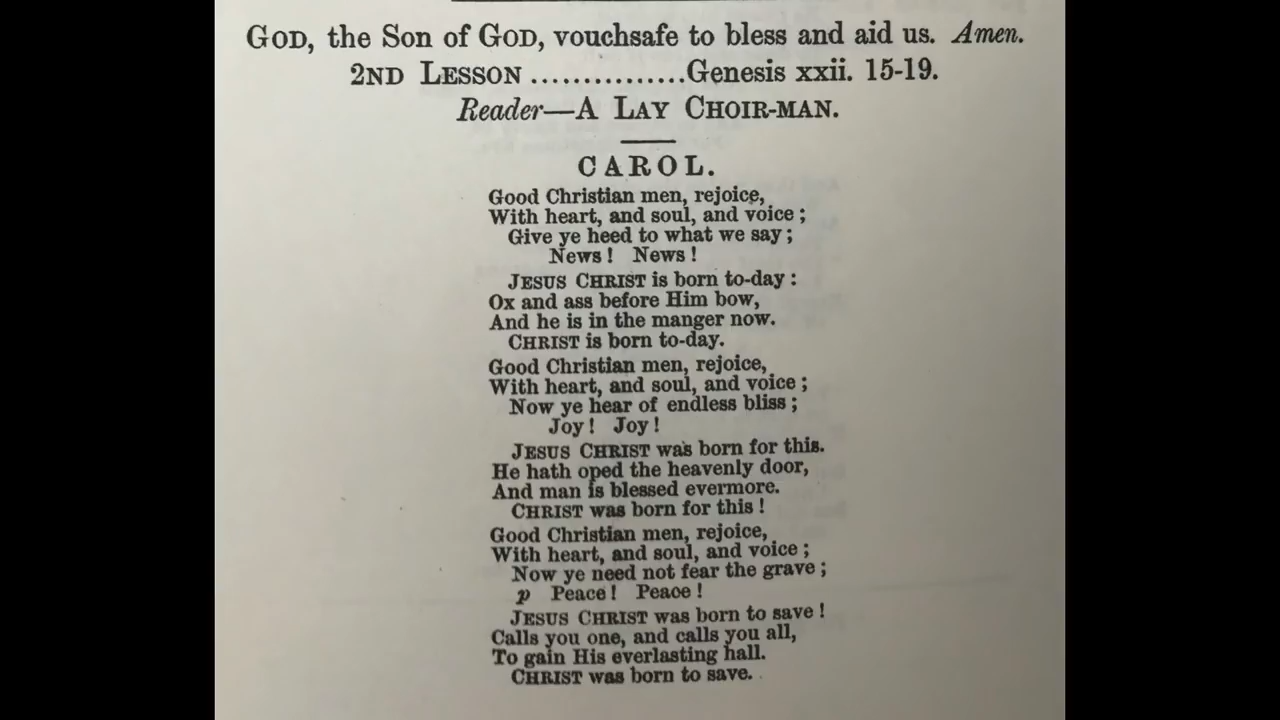 GOD, the Son of GOD, vouchsafe to bless and aid us. Amen.
2ND LESSON ...............Genesis xxii. 15-19.
Reader—A LAY CHOIR-MAN.
CAROL.
Good Christian men, rejoice,
With heart, and soul, and voice ;
Give ye heed to what we say ;
News ! News !
JESUS CHRIST is born to-day :
Ox and ass before Him bow,
And he is in the manger now.
CHRIST is born to-day.
Good Christian men, rejoice,
With heart, and soul, and voice ;
Now ye hear of endless bliss ;
Joy ! Joy !
JESUS CHRIST was born for this.
He hath oped the heavenly door,
And man is blessed evermore.
CHRIST was born for this !
Good Christian men, rejoice,
With heart, and soul, and voice ;
Now ye need not fear the grave ;
p Peace ! Peace !
JESUS CHRIST was born to save !
Calls you one, and calls you all,
To gain His everlasting hall.
CHRIST was born to save.